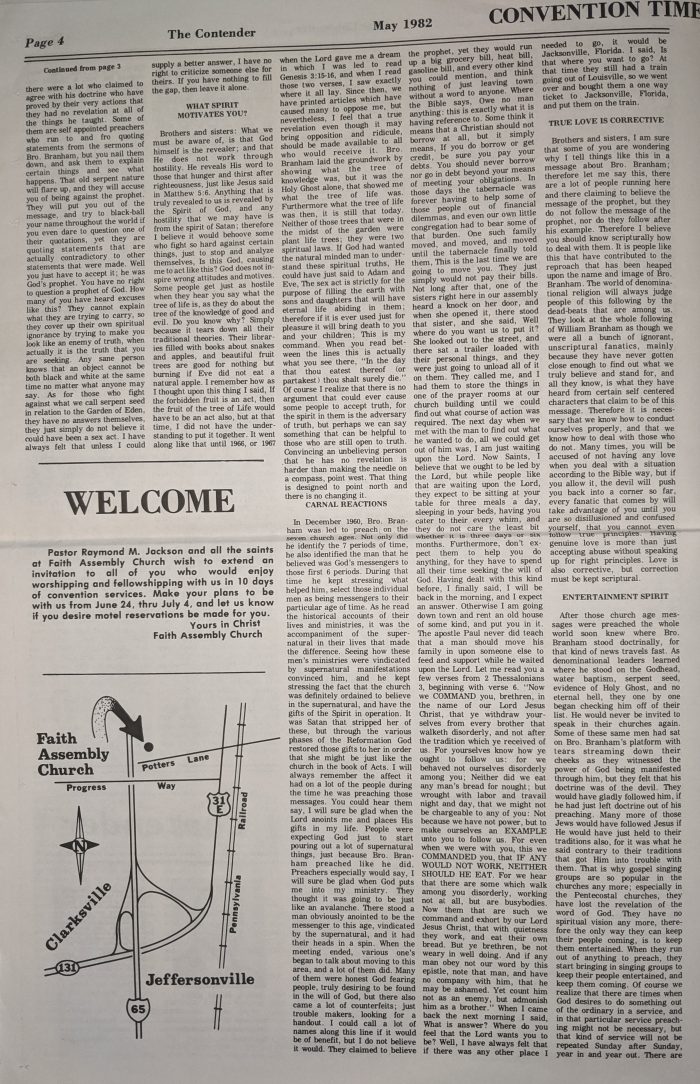 Page 4
The Contender
May 1982
CONVENTION TIME
Continued from page 3
there were a lot who claimed to
agree with his doctrine who have
proved by their very actions that
they had no revelation at all of
the things he taught. Some of
them are self appointed preachers
who run to and fro quoting
statements from the sermons of
Bro. Branham, but you nail them
down, and ask them to explain
certain things and see what
happens. That old serpent nature
will flare up, and they will accuse
you of being against the prophet.
They will put you out of the
message, and try to black-ball
your name throughout the world if
you even dare to question one of
their quotations, yet they are
quoting statements that are
actually contradictory to other
statements that were made. Well
you just have to accept it; he was
God's prophet. You have no right
to question a prophet of God. How
many of you have heard excuses
like this? They cannot explain
what they are trying to carry, so
they cover up their own spiritual
ignorance by trying to make you
look like an enemy of truth, when
actually it is the truth that you
are seeking. Any sane person
knows that an object cannot be
both black and white at the same
time no matter what anyone may
say. As for those who fight
against what we call serpent seed
in relation to the Garden of Eden,
they have no answers themselves,
they just simply do not believe it
could have been a sex act. I have
always felt that unless I could
supply a better answer, I have no
right to criticize someone else for
theirs. If you have nothing to fill
the gap, then leave it alone.
WHAT SPIRIT
MOTIVATES YOU?
Brothers and sisters: What we
must be aware of, is that God
himself is the revealer; and that
He does not work through
hostility. He reveals His word to
those that hunger and thirst after
righteousness, just like Jesus said
in Matthew 5:6. Anything that is
truly revealed to us is revealed by
the Spirit of God, and any
hostility that we may have is
from the spirit of Satan; therefore
I believe it would behoove some
who fight so hard against certain
things, just to stop and analyze
themselves, Is this God, causing
me to act like this? God does not in-
spire wrong attitudes and motives.
Some people get just as hostile
when they hear you say what the
tree of life is, as they do about the
tree of the knowledge of good and
evil. Do you know why? Simply
because it tears down all their
traditional theories. Their librar-
ies filled with books about snakes
and apples, and beautiful fruit
trees are good for nothing but
burning if Eve did not eat a
natural apple. I remember how as
I thought upon this thing I said, If
the forbidden fruit is an act, then
the fruit of the tree of Life would
have to be an act also, but at that
time, I did not have the under-
standing to put it together. It went
along like that until 1966, or 1967
when the Lord gave me a dream
in which I was led to read
Genesis 3:15-16, and when I read
those two verses, I saw exactly
where it all lay. Since then, we
have printed articles which have
caused many to oppose me, but
nevertheless, I feel that a true
revelation even though it may
bring opposition and ridicule,
should be made available to all
who would receive it. Bro.
Branham laid the groundwork by
showing what the tree of
knowledge was, but it was the
Holy Ghost alone, that showed me
what the tree of life was.
Furthermore what the tree of life
was then, it is still that today.
Neither of those trees that were in
the midst of the garden were
plant life trees; they were two
spiritual laws. If God had wanted
the natural minded man to under-
stand these spiritual truths, He
could have just said to Adam and
Eve, The sex act is strictly for the
purpose of filling the earth with
sons and daughters that will have
eternal life abiding in them;
therefore if it is ever used just for
pleasure it will bring death to you
and your children; This is my
command. When you read bet-
ween the lines this is actually
what you see there, "In the day
that thou eatest thereof (or
partakest) thou shalt surely die."
Of course I realize that there is no
argument that could ever cause
some people to accept truth, for
the spirit in them is the adversary
of truth, but perhaps we can say
something that can be helpful to
those who are still open to truth.
Convincing an unbelieving person
that he has no revelation is
harder than making the needle on
a compass, point west. That thing
is designed to point north and
there is no changing it.
CARNAL REACTIONS
In December 1960, Bro. Bran-
ham was led to preach on the
seven church ages. Not only did
he identify the 7 periods of time,
he also identified the man that he
believed was God's messengers to
those first 6 periods. During that
time he kept stressing what
helped him, select those individual
men as being messengers to their
particular age of time. As he read
the historical accounts of their
lives and ministries, it was the
accompaniment of the super-
natural in their lives that made
the difference. Seeing how these
men's ministries were vindicated
by supernatural manifestations
convinced him, and he kept
stressing the fact that the church
was definitely ordained to believe
in the supernatural, and have the
gifts of the Spirit in operation. It
was Satan that stripped her of
these, but through the various
phases of the Reformation God
restored those gifts to her in order
that she might be just like the
church in the book of Acts. I will
always remember the affect it
had on a lot of the people during
the time he was preaching those
messages. You could hear them
say, I will sure be glad when the
Lord anoints me and places His
gifts in my life. People were
expecting God just to start
pouring out a lot of supernatural
things, just because Bro. Bran-
ham preached like he did.
Preachers especially would say, I
will sure be glad when God puts
me into my ministry. They
thought it was going to be just
like an avalanche. There stood a
man obviously anointed to be the
messenger to this age, vindicated
by the supernatural, and it had
their heads in a spin. When the
meeting ended, various one's
began to talk about moving to this
area, and a lot of them did. Many
of them were honest God fearing
people, truly desiring to be found
in the will of God, but there also
came a lot of counterfeits; just
trouble makers, looking for a
handout. I could call a lot of
names along this line if it would
be of benefit, but I do not believe
it would. They claimed to believe
the prophet, yet they would run
up a big grocery bill, heat bill,
gasoline bill, and every other kind
you could mention, and think
nothing of just leaving town
without a word to anyone. Where
the Bible says, Owe no man
anything: this is exactly what it is
having reference to. Some think it
means that a Christian should not
borrow at all, but it simply
means, If you do borrow or get
credit, be sure you pay your
debts. You should never borrow
nor go in debt beyond your means
of meeting your obligations. In
those days the tabernacle was
forever having to help some of
those people out of financial
dilemmas, and even our own little
congregation had to bear some of
that burden. One such family
moved, and moved, and moved
until the tabernacle finally told
them, This is the last time we are
going to move you. They just
simply would not pay their bills.
Not long after that, one of the
sisters right here in our assembly
heard a knock on her door, and
when she opened it, there stood
that sister, and she said, Well
where do you want us to put it?
She looked out to the street, and
there sat a trailer loaded with
their personal things, and they
were just going to unload all of it
on them. They called me, and I
had them to store the things in
one of the prayer rooms at our
church building until we could
find out what course of action was
required. The next day when we
met with the man to find out what
he wanted to do, all we could get
out of him was, I am just waiting
upon the Lord. Now Saints, I
believe that we ought to be led by
the Lord, but while people like
that are waiting upon the Lord,
they expect to be sitting at your
table for three meals a day,
sleeping in your beds, having you
cater to their every whim, and
they do not care the least bit
whether it is three days or six
months. Furthermore, don't ex-
pect them to help you do
anything, for they have to spend
all their time seeking the will of
God. Having dealt with this kind
before, I finally said, I will be
back in the morning, and I expect
an answer. Otherwise I am going
down town and rent an old house
of some kind, and put you in it.
The apostle Paul never did teach
that a man should move his
family in upon someone else to
feed and support while he waited
upon the Lord. Let me read you a
few verses from 2 Thessalonians
3, beginning with verse 6. "Now
we COMMAND you, brethren, in
the name of our Lord Jesus
Christ, that ye withdraw your-
selves from every brother that
walketh disorderly, and not after
the tradition which ye received of
us. For yourselves know how ye
ought to follow us: for we
behaved not ourselves disorderly
among you; Neither did we eat
any man's bread for nought; but
wrought with labor and travail
night and day, that we might not
be chargeable to any of you: Not
because we have not power, but to
make ourselves an EXAMPLE
unto you to follow us. For even
when we were with you, this we
COMMANDED you, that IF ANY
WOULD NOT WORK, NEITHER
SHOULD HE EAT. For we hear
that there are some which walk
among you disorderly, working
not at all, but are busybodies.
Now them that are such we
command and exhort by our Lord
Jesus Christ, that with quietness
they work, and eat their own
bread. But ye brethren, be not
weary in well doing. And if any
man obey not our word by this
epistle, note that man, and have
no company with him, that he
may be ashamed. Yet count him
not as an enemy, but admonish
him as a brother." When I came
back the next morning I said,
What is answer? Where do you
feel that the Lord wants you to
be? Well, I have always felt that
if there was any other place I
needed to go, it would be
Jacksonville, Florida. I said, Is
that where you want to go? At
that time they still had a train
going out of Louisville, so we went
over and bought them a one way
ticket to Jacksonville, Florida,
and put them on the train.
TRUE LOVE IS CORRECTIVE
Brothers and sisters, I am sure
that some of you are wondering
why I tell things like this in a
message about Bro. Branham;
therefore let me say this, there
are a lot of people running here
and there claiming to believe the
message of the prophet, but they
do not follow the message of the
prophet, nor do they follow after
his example. Therefore I believe
you should know scripturally how
to deal with them. It is people like
this that have contributed to the
reproach that has been heaped
upon the name and image of Bro.
Branham. The world of denomina-
tional religion will always judge
people of this following by the
dead-beats that are among us.
They look at the whole following
of William Branham as though we
were all a bunch of ignorant,
unscriptural fanatics, mainly
because they have never gotten
close enough to find out what we
truly believe and stand for, and
all they know, is what they have
heard from certain self centered
characters that claim to be of this
message. Therefore it is neces-
sary that we know how to conduct
ourselves properly, and that we
know how to deal with those who
do not. Many times, you will be
accused of not having any love
when you deal with a situation
according to the Bible way, but if
you allow it, the devil will push
you back into a corner so far,
every fanatic that comes by will
take advantage of you until you
are so disillusioned and confused
yourself, that you cannot even
follow true principles. Having
genuine love is more than just
accepting abuse without speaking
up for right principles. Love is
also corrective, but correction
must be kept scriptural.
ENTERTAINMENT SPIRIT
After those church age mes-
sages were preached the whole
world soon knew where Bro.
Branham stood doctrinally, for
that kind of news travels fast. As
denominational leaders learned
where he stood on the Godhead,
water baptism, serpent seed,
evidence of Holy Ghost, and no
eternal hell, they one by one
began checking him off of their
list. He would never be invited to
speak in their churches again.
Some of these same men had sat
on Bro. Branham's platform with
tears streaming down their
cheeks as they witnessed the
power of God being manifested
through him, but they felt that his
doctrine was of the devil. They
would have gladly followed him, if
he had just left doctrine out of his
preaching. Many more of those
Jews would have followed Jesus if
He would have just held to their
traditions also, for it was what he
said contrary to their traditions
that got Him into trouble with
them. That is why gospel singing
groups are so popular in the
churches any more; especially in
the Pentecostal churches, they
have lost the revelation of the
word of God. They have no
spiritual vision any more, there-
fore the only way they can keep
their people coming, is to keep
them entertained. When they run
out of anything to preach, they
start bringing in singing groups to
keep their people entertained, and
keep them coming. Of course we
realize that there are times when
God desires to do something out
of the ordinary in a service, and
in that particular service preach-
ing might not be necessary, but
that kind of service will not be
repeated Sunday after Sunday,
year in and year out. There are
WELCOME
Pastor Raymond M. Jackson and all the saints
at Faith Assembly Church wish to extend an
invitation to all of you who would enjoy
worshipping and fellowshipping with us in 10 days
of convention services. Make your plans to be
with us from June 24, thru July 4, and let us know
if you desire motel reservations be made for you.
Yours in Christ
Faith Assembly Church
Faith
Assembly
Church
Potters Lane
Progress Way
31
E
Railroad
N
Pennsylvania
Clarksville
131
Jeffersonville
65